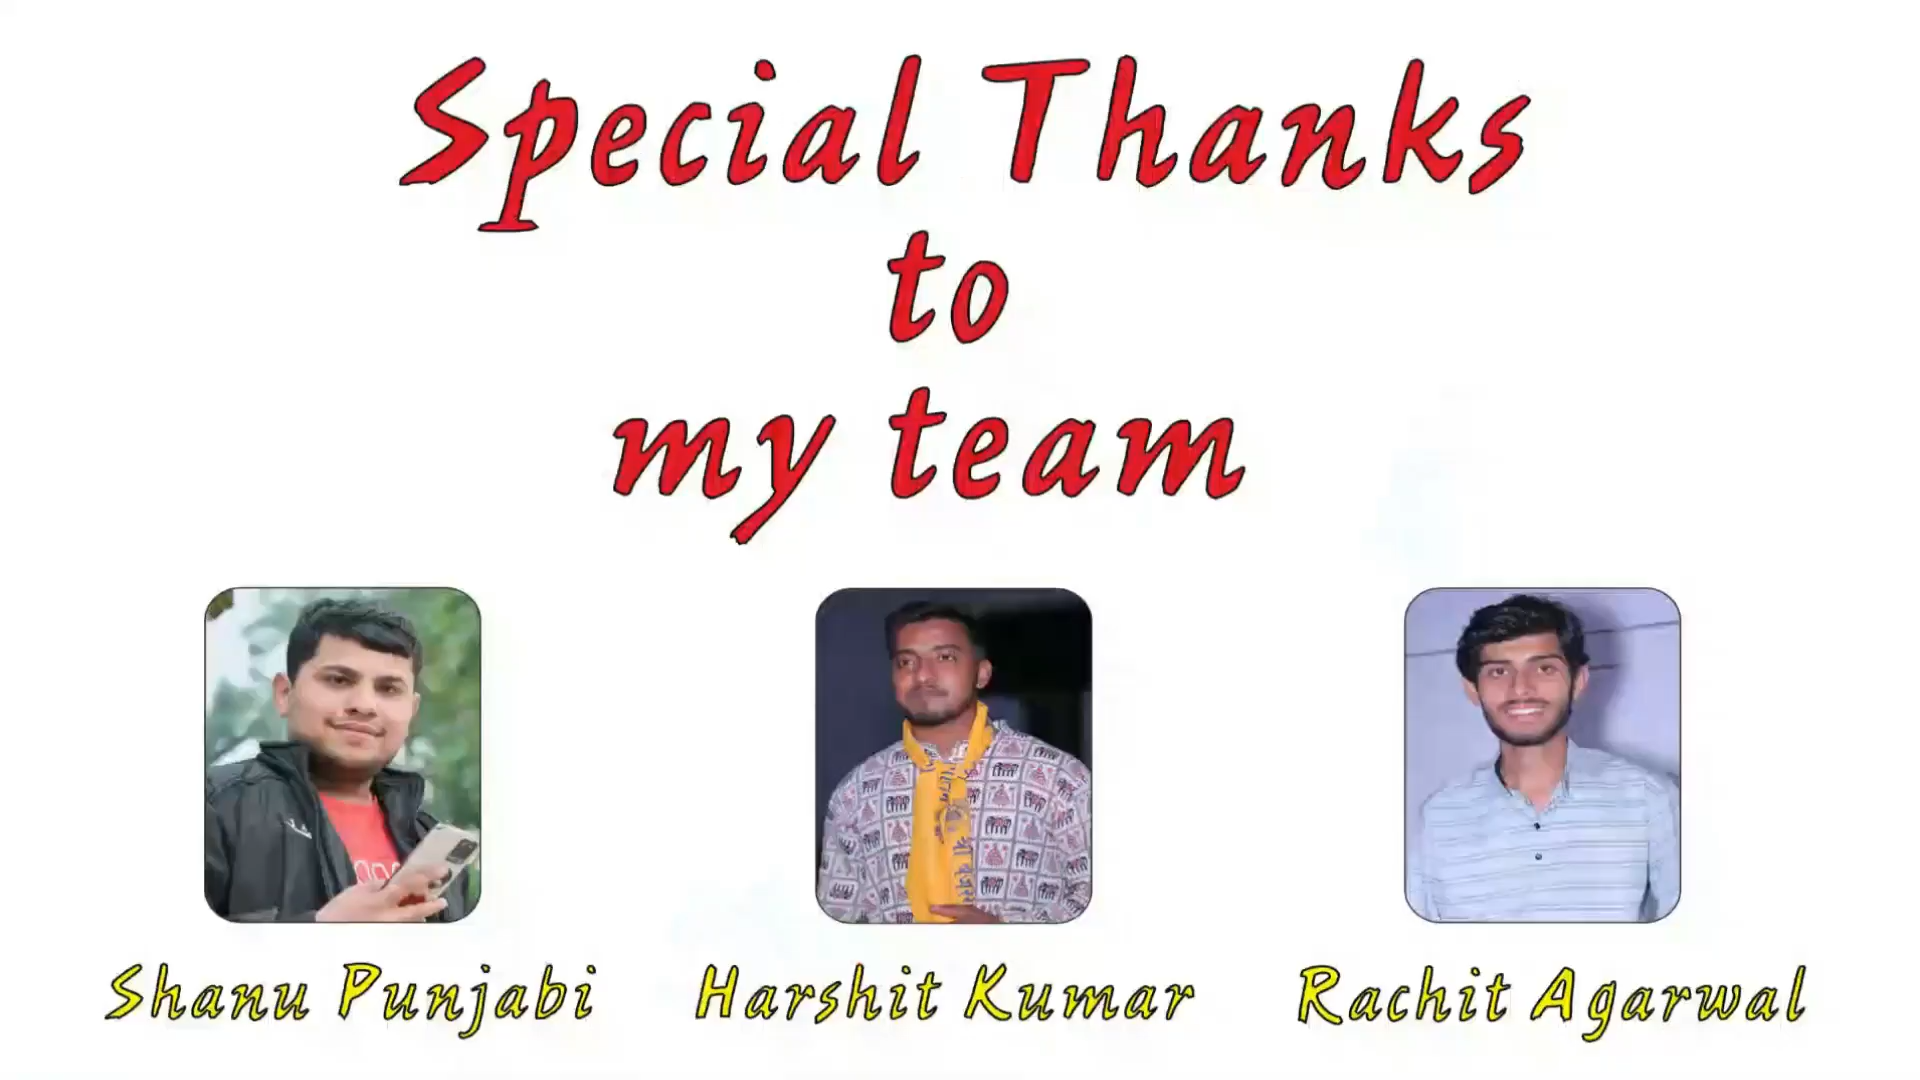 Special Thanks
to
my team
Shanu Punjabi
Harshit Kumar
Rachit Agarwal